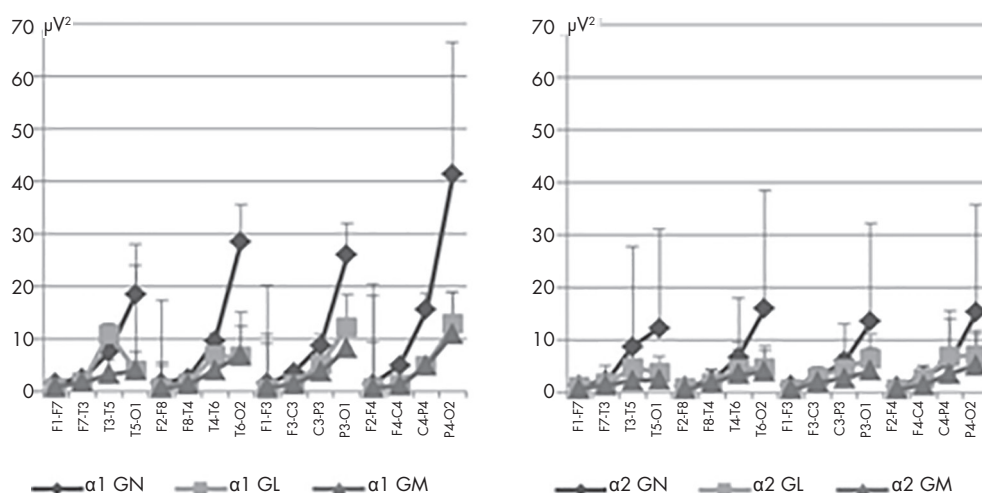 µV²
70
60
50
40
30
20
10
0
F1-F7
F7-T3
T3-T5
T5-O1
F2-F8
F8-T4
T4-T6
T6-O2
F1-F3
F3-C3
C3-P3
P3-O1
F2-F4
F4-C4
C4-P4
P4-O2
α1 GN α1 GL α1 GM
µV²
70
60
50
40
30
20
10
0
F1-F7
F7-T3
T3-T5
T5-O1
F2-F8
F8-T4
T4-T6
T6-O2
F1-F3
F3-C3
C3-P3
P3-O1
F2-F4
F4-C4
C4-P4
P4-O2
α2 GN α2 GL α2 GM